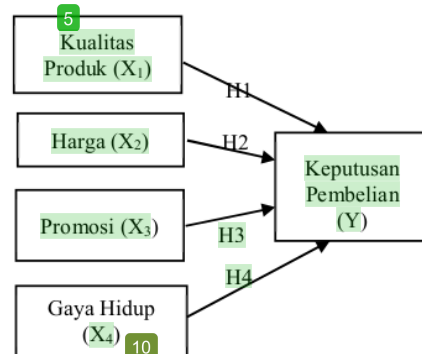 5
Kualitas
Produk (X₁)
H1
Harga (X₂)
H2
Keputusan
Pembelian
(Y)
Promosi (X₃)
H3
H4
Gaya Hidup
(X₄)
10